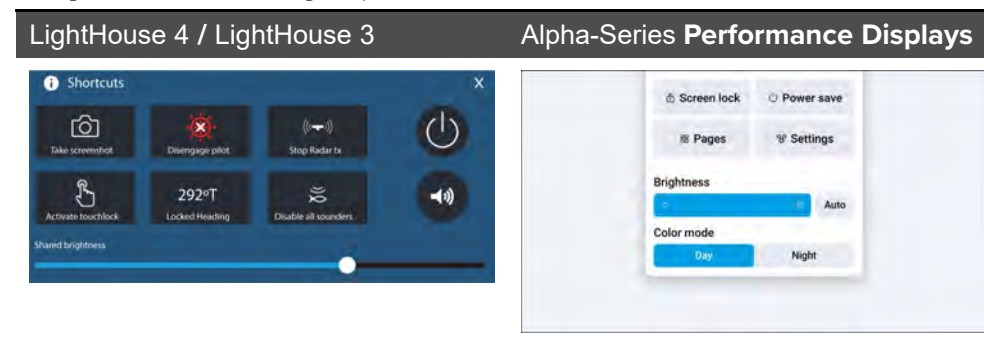 LightHouse 4 / LightHouse 3
Alpha-Series Performance Displays
Shortcuts
X
Take screenshot
Disengage pilot
Stop Radar tx
292ºT
Activate touchlock
Locked Heading
Disable all sounders
Shared brightness
Screen lock
Power save
Pages
Settings
Brightness
Auto
Color mode
Day
Night